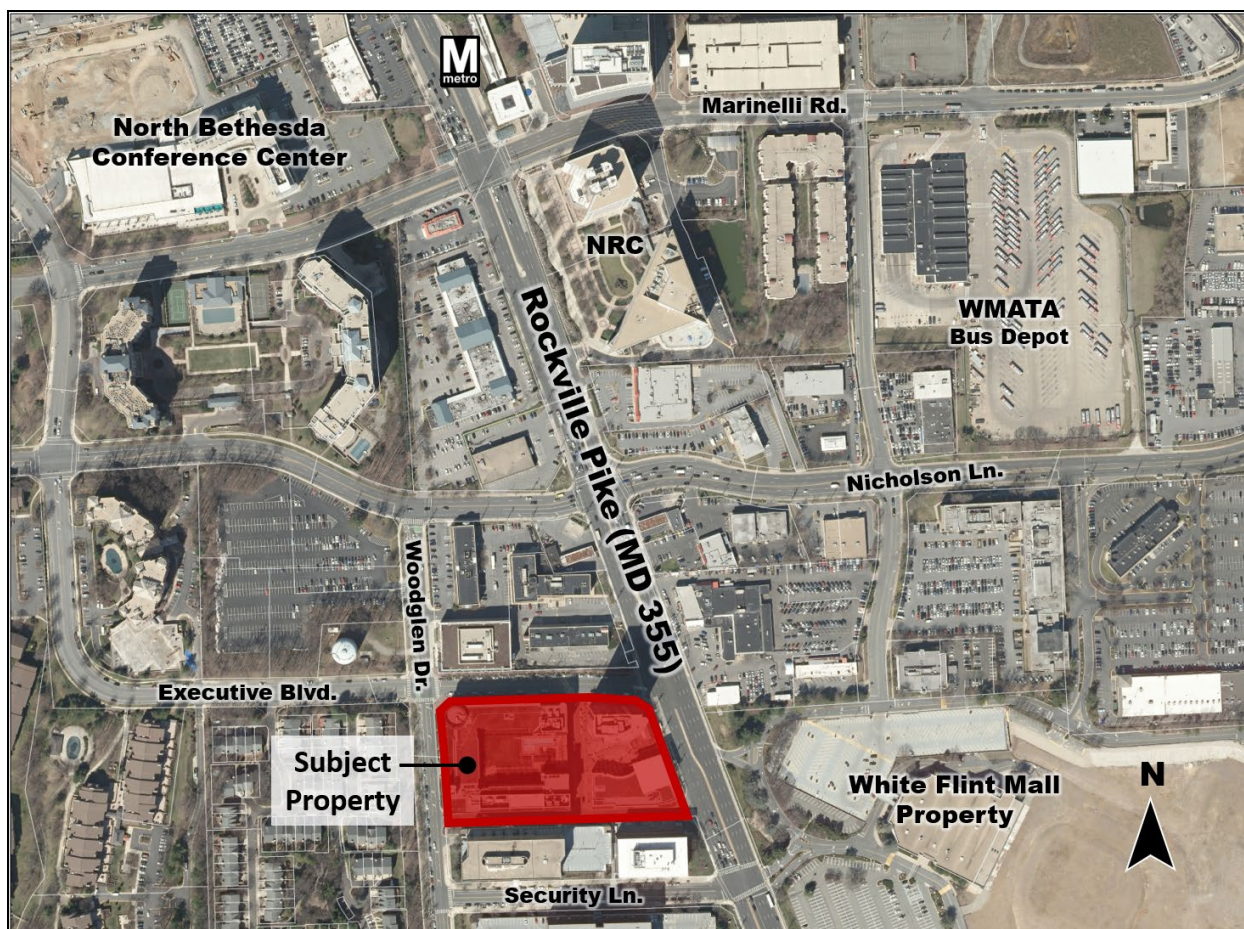 M
metro
Marinelli Rd.
North Bethesda
Conference Center
NRC
WMATA
Bus Depot
Rockville Pike (MD 355)
Nicholson Ln.
Woodglen Dr.
Executive Blvd.
Subject
Property
White Flint Mall
Property
N
Security Ln.